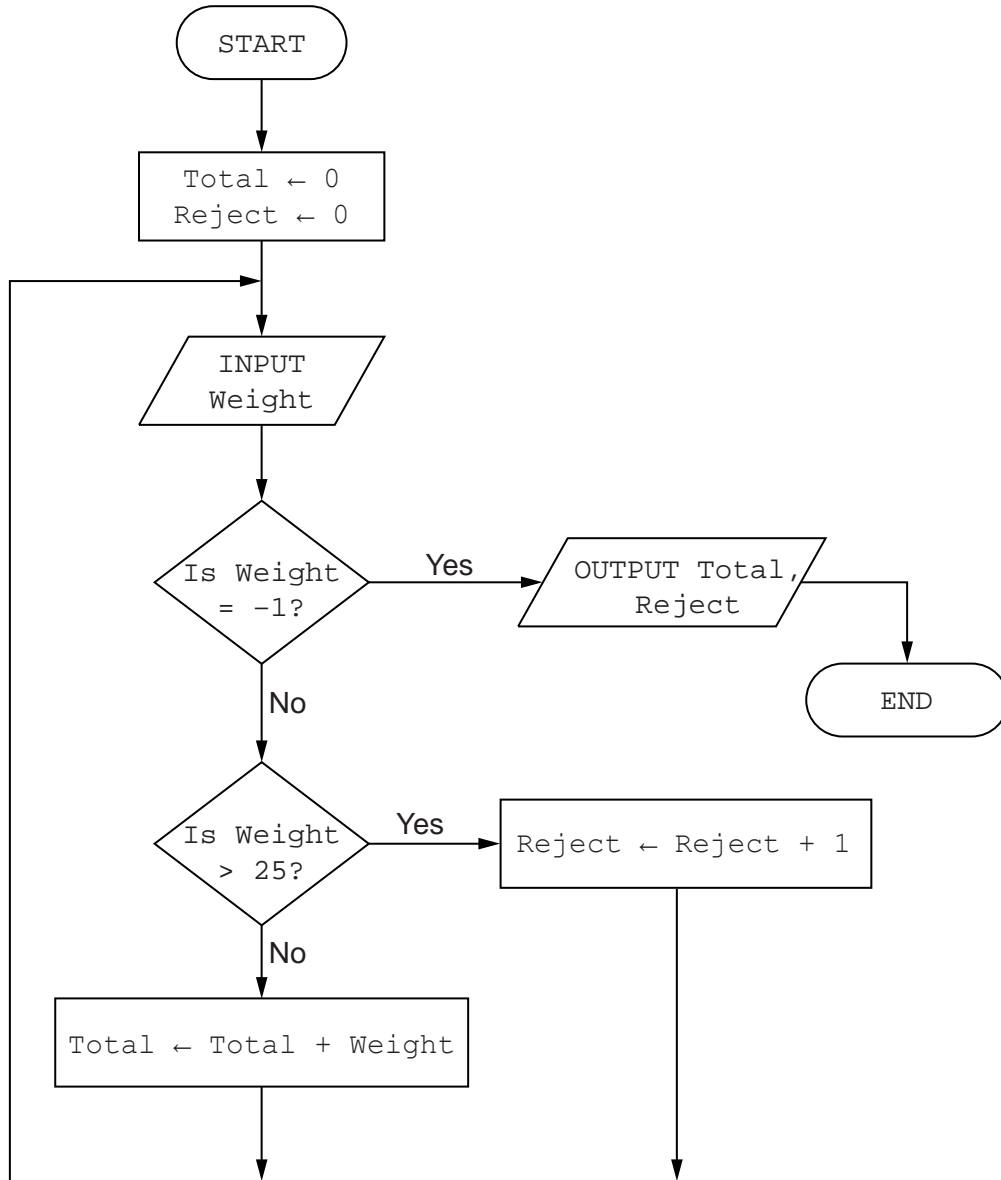 START
Total ← 0
Reject ← 0
INPUT
Weight
Is Weight
= –1?
Yes
OUTPUT Total,
Reject
END
No
Is Weight
> 25?
Yes
Reject ← Reject + 1
No
Total ← Total + Weight